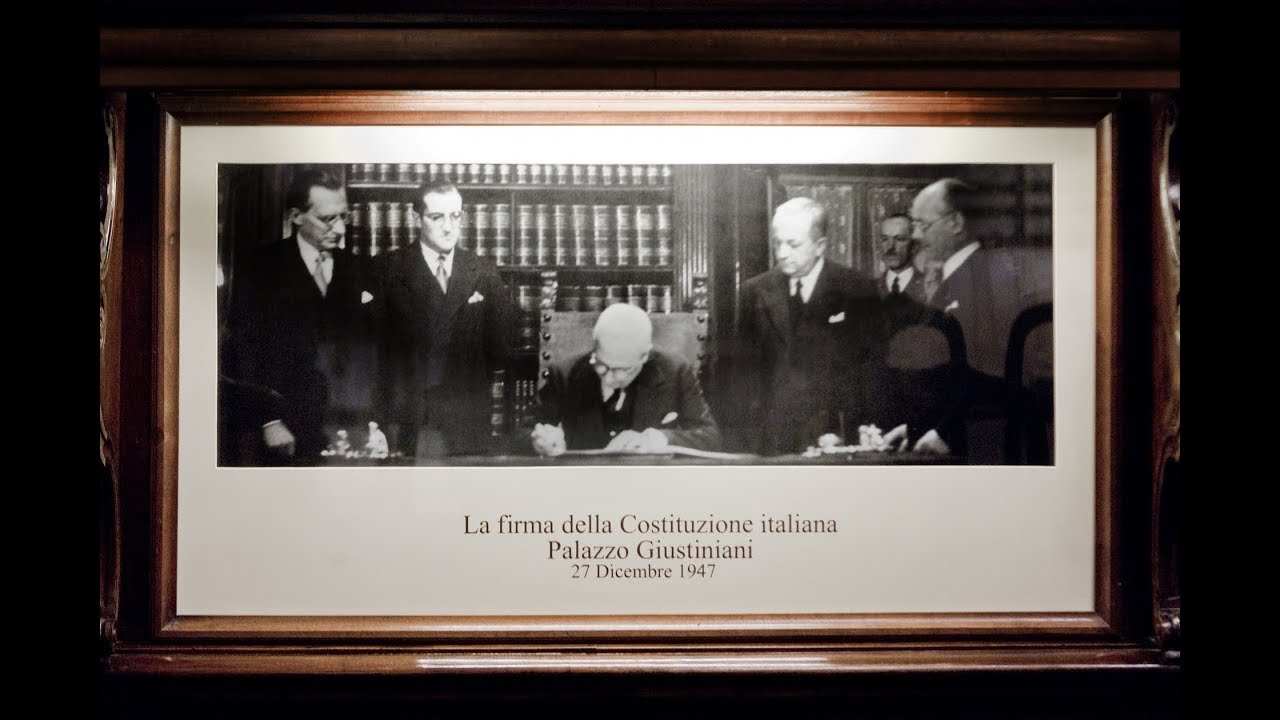 La firma della Costituzione italiana
Palazzo Giustiniani
27 Dicembre 1947